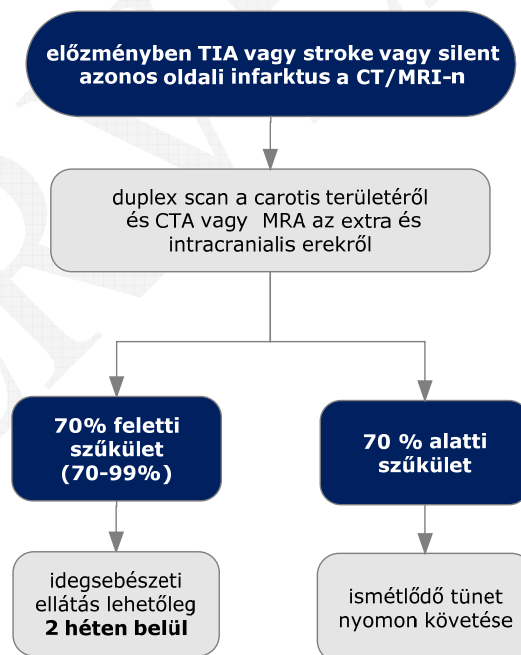 előzményben TIA vagy stroke vagy silent
azonos oldali infarktus a CT/MRI-n
duplex scan a carotis területéről
és CTA vagy MRA az extra és
intracranialis erekről
70% feletti
szűkület
(70-99%)
70 % alatti
szűkület
idegsebészeti
ellátás lehetőleg
2 héten belül
ismétlődő tünet
nyomon követése